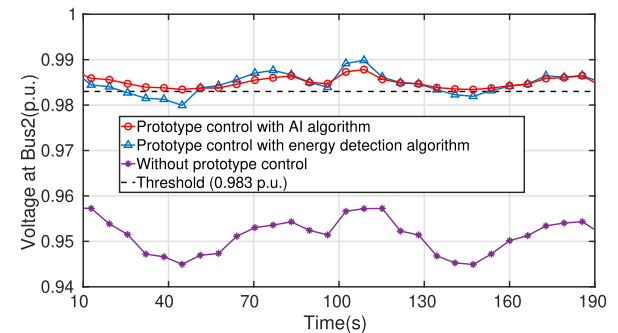 Voltage at Bus2(p.u.)
1
0.99
0.98
0.97
0.96
0.95
0.94
Prototype control with AI algorithm
Prototype control with energy detection algorithm
Without prototype control
Threshold (0.983 p.u.)
10 40 70 100 130 160 190
Time(s)